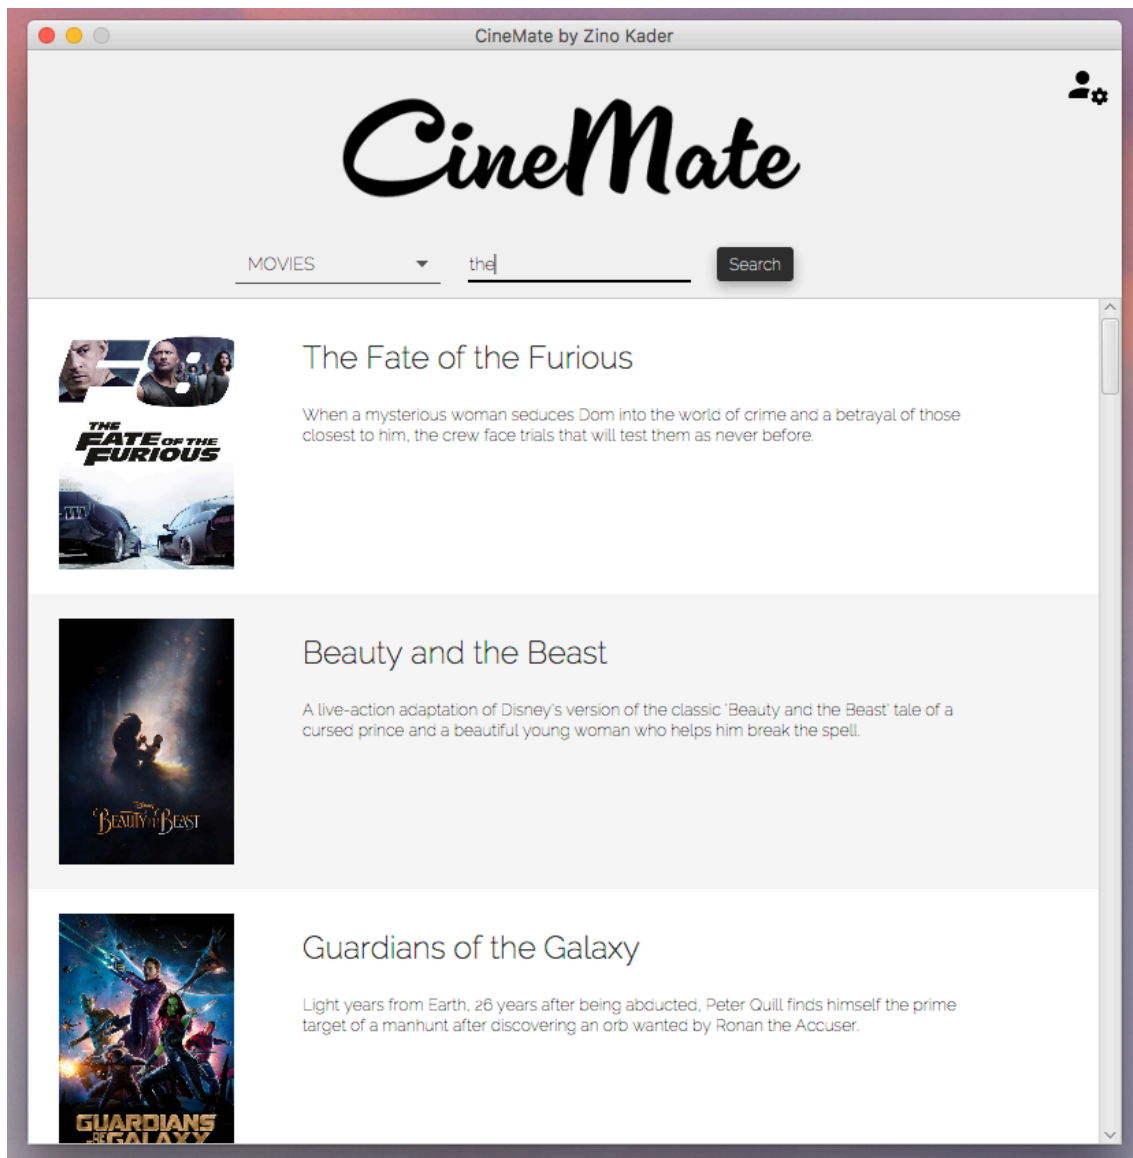 CineMate by Zino Kader
CineMate
MOVIES
the
Search
F8
THE
FATE OF THE
FURIOUS
The Fate of the Furious
When a mysterious woman seduces Dom into the world of crime and a betrayal of those
closest to him, the crew face trials that will test them as never before.
Disney
BEAUTY AND THE BEAST
Beauty and the Beast
A live-action adaptation of Disney's version of the classic 'Beauty and the Beast' tale of a
cursed prince and a beautiful young woman who helps him break the spell.
GUARDIANS
OF THE GALAXY
Guardians of the Galaxy
Light years from Earth, 26 years after being abducted, Peter Quill finds himself the prime
target of a manhunt after discovering an orb wanted by Ronan the Accuser.